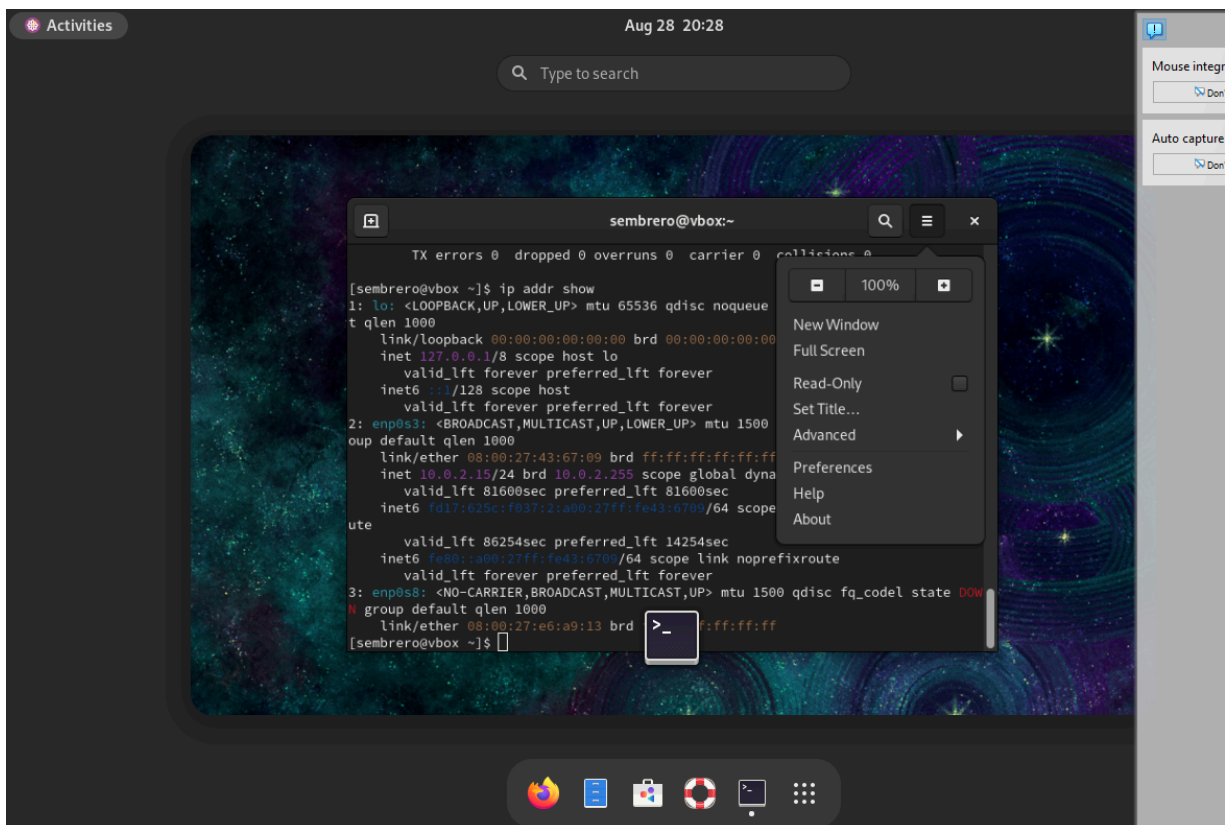 Activities
Aug 28 20:28
Type to search
Mouse integr
Don'
Auto capture
Don'
sembrero@vbox:~
TX errors 0 dropped 0 overruns 0 carrier 0 collisions 0
[sembrero@vbox ~]$ ip addr show
1: lo: <LOOPBACK,UP,LOWER_UP> mtu 65536 qdisc noqueue
t qlen 1000
link/loopback 00:00:00:00:00:00 brd 00:00:00:00:00
inet 127.0.0.1/8 scope host lo
valid_lft forever preferred_lft forever
inet6 ::1/128 scope host
valid_lft forever preferred_lft forever
2: enp0s3: <BROADCAST,MULTICAST,UP,LOWER_UP> mtu 1500
oup default qlen 1000
link/ether 08:00:27:43:67:09 brd ff:ff:ff:ff:ff:ff
inet 10.0.2.15/24 brd 10.0.2.255 scope global dyna
valid_lft 81600sec preferred_lft 81600sec
inet6 fd17:625c:f037:2:a00:27ff:fe43:6709/64 scope
ute
valid_lft 86254sec preferred_lft 14254sec
inet6 fe80::a00:27ff:fe43:6709/64 scope link noprefixroute
valid_lft forever preferred_lft forever
3: enp0s8: <NO-CARRIER,BROADCAST,MULTICAST,UP> mtu 1500 qdisc fq_codel state DOW
N group default qlen 1000
link/ether 08:00:27:e6:a9:13 brd f:ff:ff:ff
[sembrero@vbox ~]$
100%
New Window
Full Screen
Read-Only
Set Title...
Advanced
Preferences
Help
About